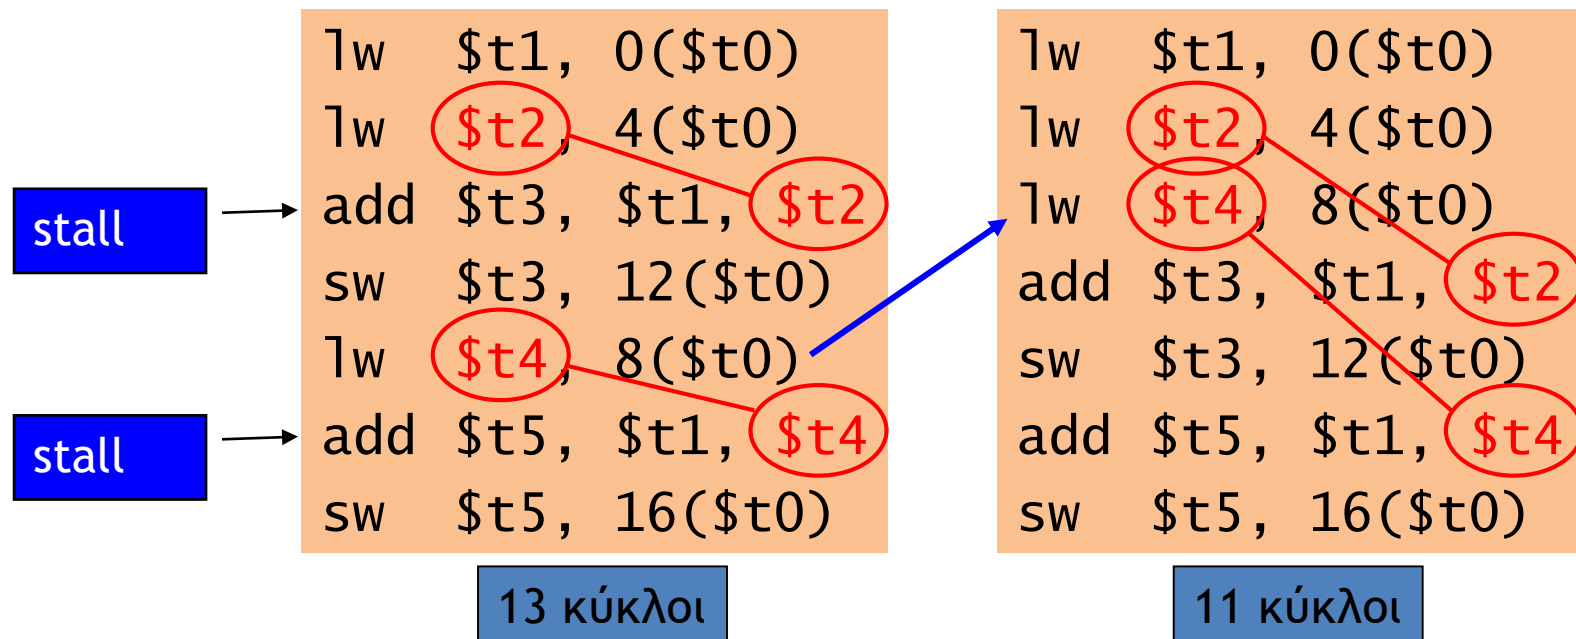 lw $t1, 0($t0)
lw $t2, 4($t0)
stall
add $t3, $t1, $t2
sw $t3, 12($t0)
lw $t4, 8($t0)
stall
add $t5, $t1, $t4
sw $t5, 16($t0)
13 κύκλοι
lw $t1, 0($t0)
lw $t2, 4($t0)
lw $t4, 8($t0)
add $t3, $t1, $t2
sw $t3, 12($t0)
add $t5, $t1, $t4
sw $t5, 16($t0)
11 κύκλοι